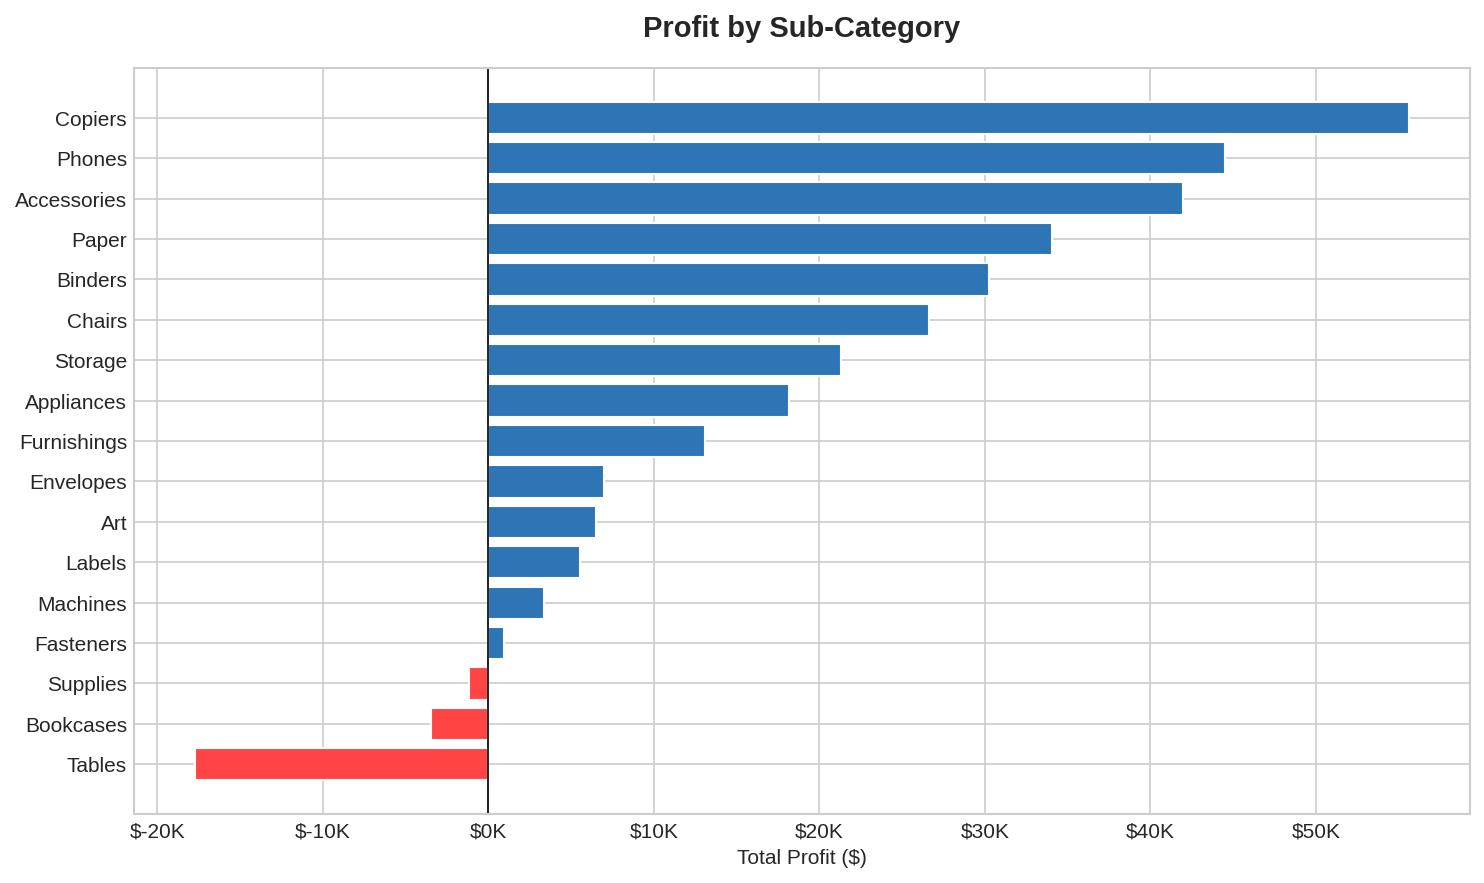 Profit by Sub-Category
Copiers
Phones
Accessories
Paper
Binders
Chairs
Storage
Appliances
Furnishings
Envelopes
Art
Labels
Machines
Fasteners
Supplies
Bookcases
Tables
$-20K $-10K $0K $10K $20K $30K $40K $50K
Total Profit ($)